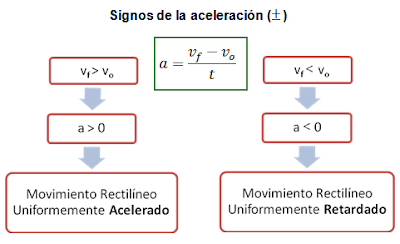 Signos de la aceleración (±)
v_f > v_o
a = (v_f − v_o) / t
v_f < v_o
a > 0
a < 0
Movimiento Rectilíneo
Uniformemente Acelerado
Movimiento Rectilíneo
Uniformemente Retardado